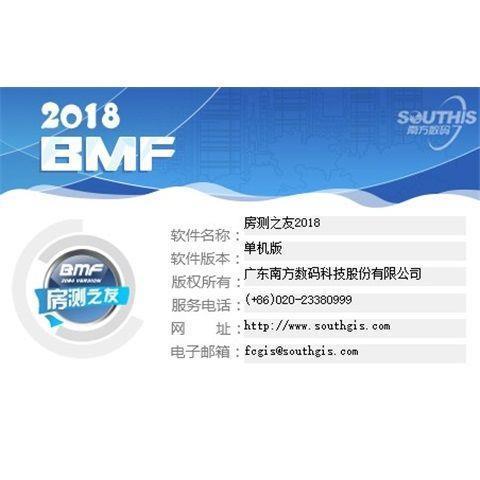 2018
BMF
SOUTHGIS
南方数码
软件名称：房测之友2018
软件版本：单机版
版权所有：广东南方数码科技股份有限公司
服务电话：(+86)020-23380999
网 址：http://www.southgis.com
电子邮箱：fcgis@southgis.com
BMF
2004 VERSION
房测之友